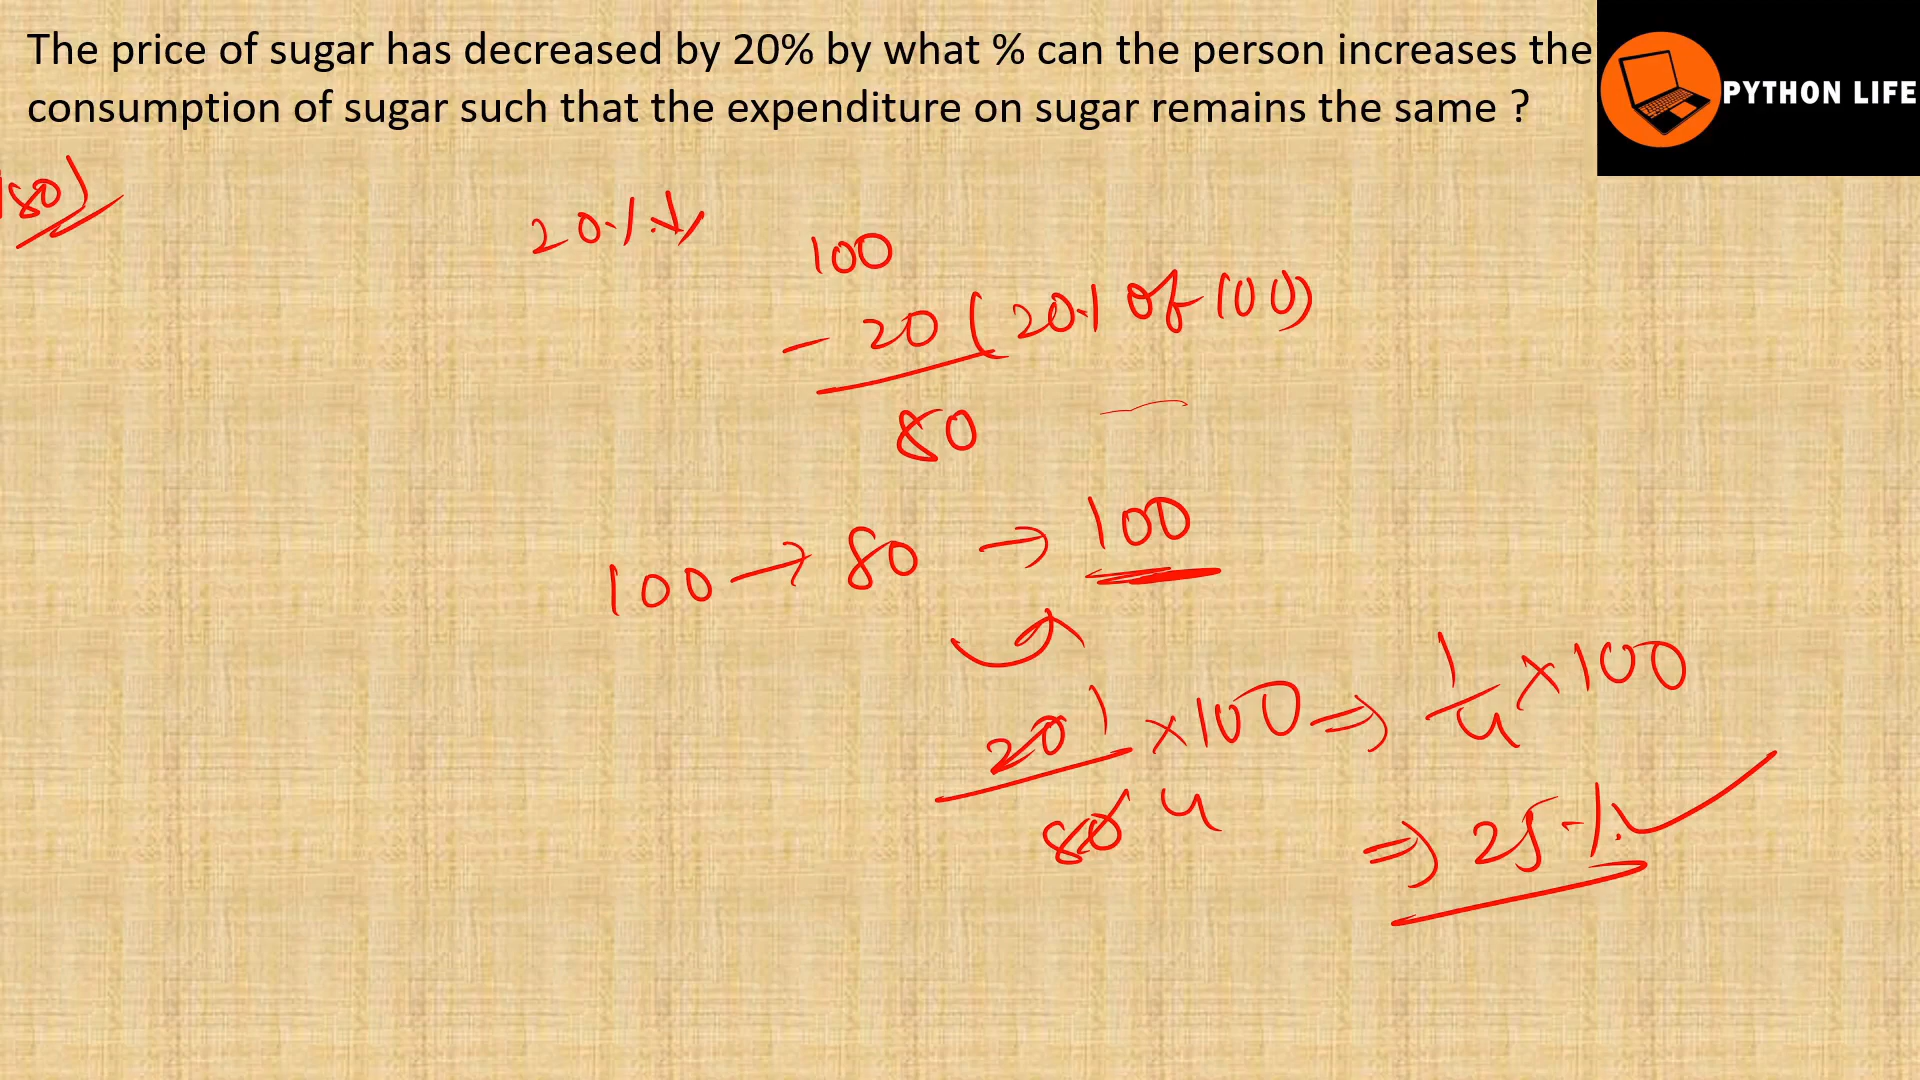 The price of sugar has decreased by 20% by what % can the person increases the
consumption of sugar such that the expenditure on sugar remains the same ?
PYTHON LIFE
80)
20%↓
100
- 20 (20% of 100)
80
100 → 80 → 100
20 1 / 80 4 × 100 ⇒ 1/4 × 100
⇒ 25%